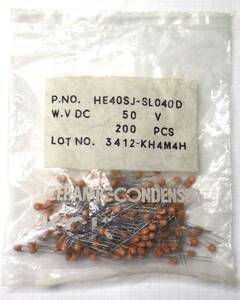 P.NO. HE40SJ-SL040D
W.V DC 50 V
200 PCS
LOT NO. 3412-KH4M4H
CERAMIC CONDENS